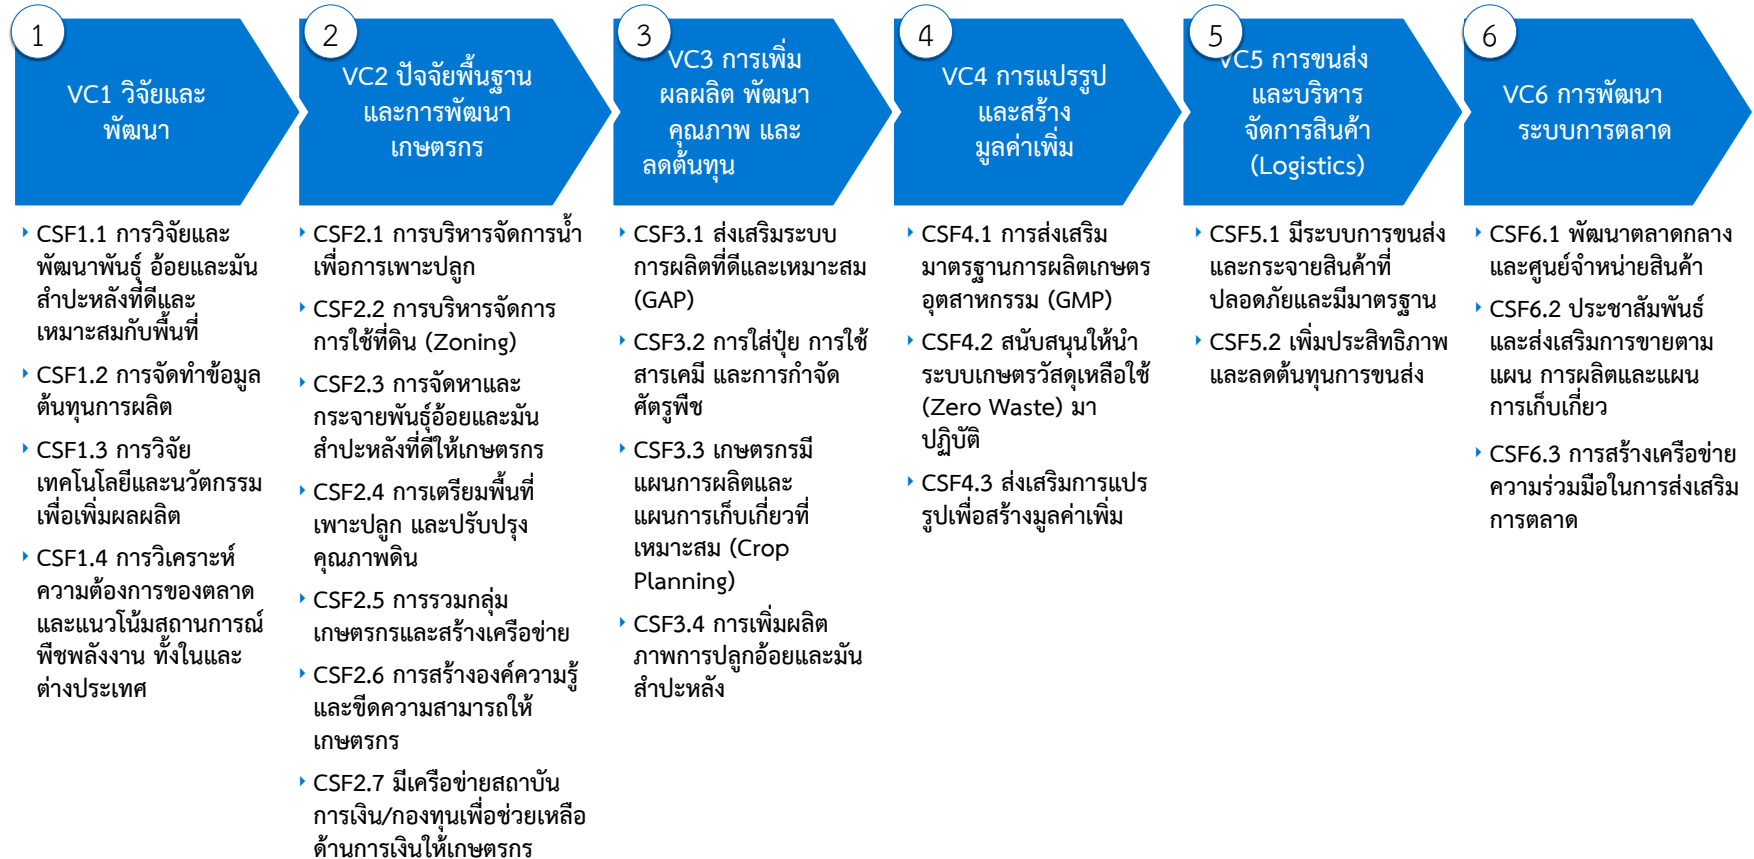 1
VC1 วิจัยและ
พัฒนา
2
VC2 ปัจจัยพื้นฐาน
และการพัฒนา
เกษตรกร
3
VC3 การเพิ่ม
ผลผลิต พัฒนา
คุณภาพ และ
ลดต้นทุน
4
VC4 การแปรรูป
และสร้าง
มูลค่าเพิ่ม
5
VC5 การขนส่ง
และบริหาร
จัดการสินค้า
(Logistics)
6
VC6 การพัฒนา
ระบบการตลาด
CSF1.1 การวิจัยและ
พัฒนาพันธุ์ อ้อยและมัน
สำปะหลังที่ดีและ
เหมาะสมกับพื้นที่
CSF1.2 การจัดทำข้อมูล
ต้นทุนการผลิต
CSF1.3 การวิจัย
เทคโนโลยีและนวัตกรรม
เพื่อเพิ่มผลผลิต
CSF1.4 การวิเคราะห์
ความต้องการของตลาด
และแนวโน้มสถานการณ์
พืชพลังงาน ทั้งในและ
ต่างประเทศ
CSF2.1 การบริหารจัดการน้ำ
เพื่อการเพาะปลูก
CSF2.2 การบริหารจัดการ
การใช้ที่ดิน (Zoning)
CSF2.3 การจัดหาและ
กระจายพันธุ์อ้อยและมัน
สำปะหลังที่ดีให้เกษตรกร
CSF2.4 การเตรียมพื้นที่
เพาะปลูก และปรับปรุง
คุณภาพดิน
CSF2.5 การรวมกลุ่ม
เกษตรกรและสร้างเครือข่าย
CSF2.6 การสร้างองค์ความรู้
และขีดความสามารถให้
เกษตรกร
CSF2.7 มีเครือข่ายสถาบัน
การเงิน/กองทุนเพื่อช่วยเหลือ
ด้านการเงินให้เกษตรกร
CSF3.1 ส่งเสริมระบบ
การผลิตที่ดีและเหมาะสม
(GAP)
CSF3.2 การใส่ปุ๋ย การใช้
สารเคมี และการกำจัด
ศัตรูพืช
CSF3.3 เกษตรกรมี
แผนการผลิตและ
แผนการเก็บเกี่ยวที่
เหมาะสม (Crop
Planning)
CSF3.4 การเพิ่มผลิต
ภาพการปลูกอ้อยและมัน
สำปะหลัง
CSF4.1 การส่งเสริม
มาตรฐานการผลิตเกษตร
อุตสาหกรรม (GMP)
CSF4.2 สนับสนุนให้นำ
ระบบเกษตรวัสดุเหลือใช้
(Zero Waste) มา
ปฏิบัติ
CSF4.3 ส่งเสริมการแปร
รูปเพื่อสร้างมูลค่าเพิ่ม
CSF5.1 มีระบบการขนส่ง
และกระจายสินค้าที่
ปลอดภัยและมีมาตรฐาน
CSF5.2 เพิ่มประสิทธิภาพ
และลดต้นทุนการขนส่ง
CSF6.1 พัฒนาตลาดกลาง
และศูนย์จำหน่ายสินค้า
CSF6.2 ประชาสัมพันธ์
และส่งเสริมการขายตาม
แผน การผลิตและแผน
การเก็บเกี่ยว
CSF6.3 การสร้างเครือข่าย
ความร่วมมือในการส่งเสริม
การตลาด